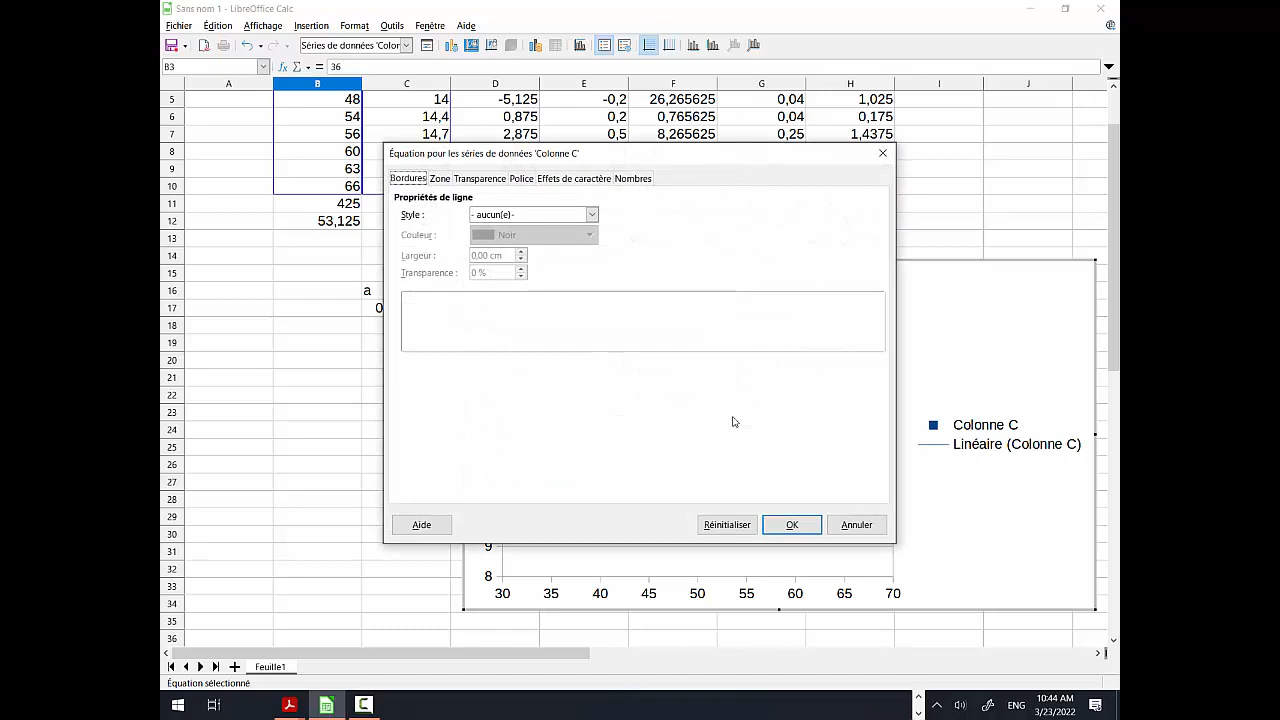 Sans nom 1 - LibreOffice Calc
Fichier Édition Affichage Insertion Format Outils Fenêtre Aide
Séries de données 'Color
B3 36
A B C D E F G H I J
5 48 14 -5,125 -0,2 26,265625 0,04 1,025
6 54 14,4 0,875 0,2 0,765625 0,04 0,175
7 56 14,7 2,875 0,5 8,265625 0,25 1,4375
8 60
9 63
10 66
11 425
12 53,125
13
14
15
16 a
17 0
18
19
20
21
22
23
24
25
26
27
28
29
30
31
32
33
34
35
36
Équation pour les séries de données 'Colonne C'
Bordures Zone Transparence Police Effets de caractère Nombres
Propriétés de ligne
Style : - aucun(e)-
Couleur : Noir
Largeur : 0,00 cm
Transparence : 0 %
Aide Réinitialiser OK Annuler
Colonne C
Linéaire (Colonne C)
9
8
30 35 40 45 50 55 60 65 70
Feuille1
Équation sélectionné
ENG
10:44 AM
3/23/2022